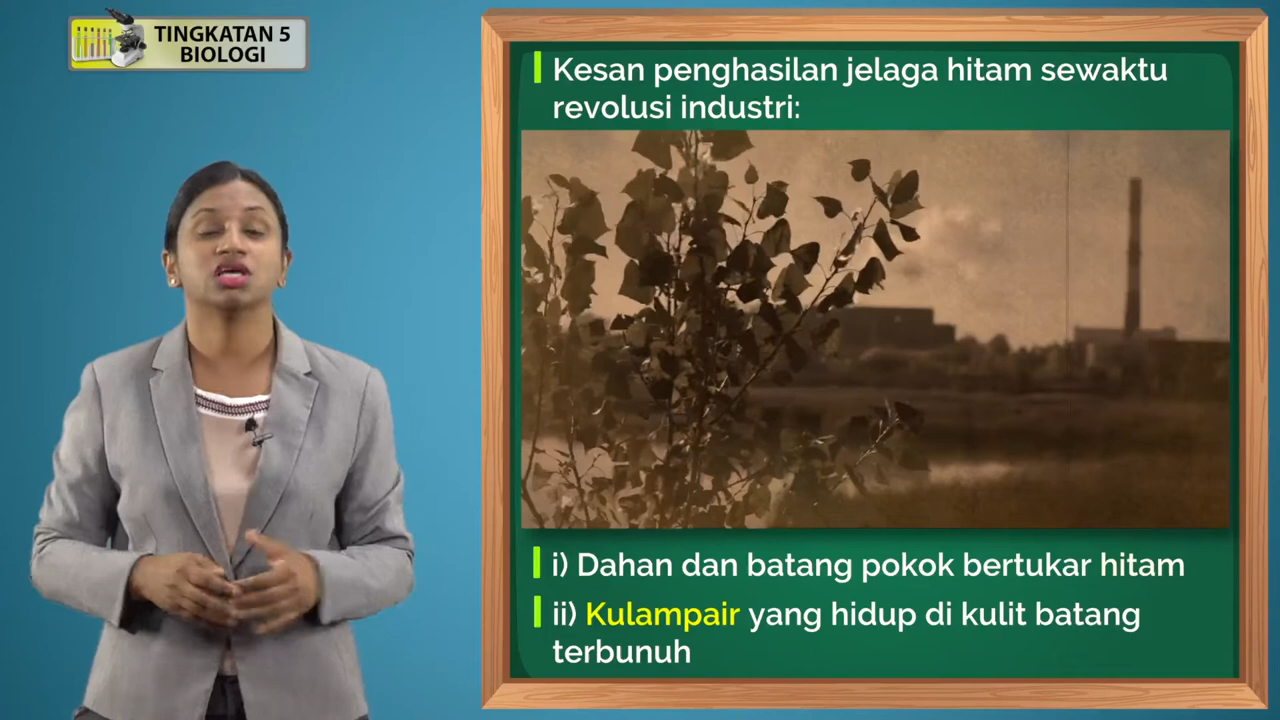 TINGKATAN 5
BIOLOGI
Kesan penghasilan jelaga hitam sewaktu
revolusi industri:
i) Dahan dan batang pokok bertukar hitam
ii) Kulampair yang hidup di kulit batang
terbunuh